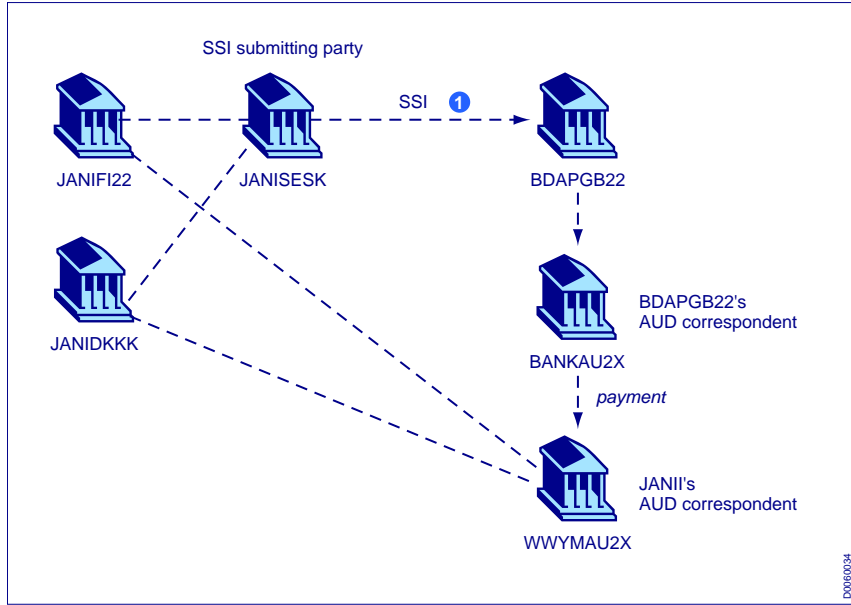 SSI submitting party
SSI 1
JANIFI22
JANISESK
BDAPGB22
JANIDKKK
BDAPGB22's
AUD correspondent
BANKAU2X
payment
JANII's
AUD correspondent
WWYMAU2X
D0060034